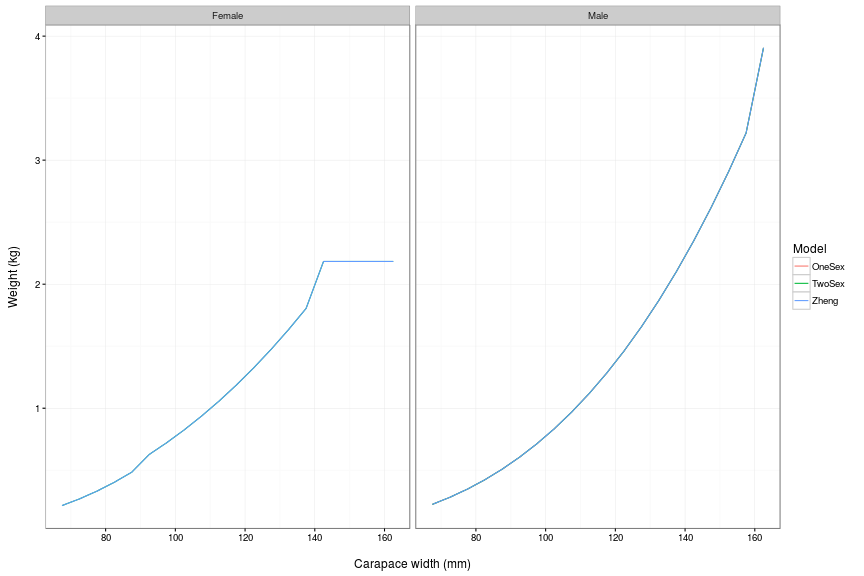 Female
Male
4
3
2
1
Weight (kg)
80
100
120
140
160
80
100
120
140
160
Carapace width (mm)
Model
OneSex
TwoSex
Zheng